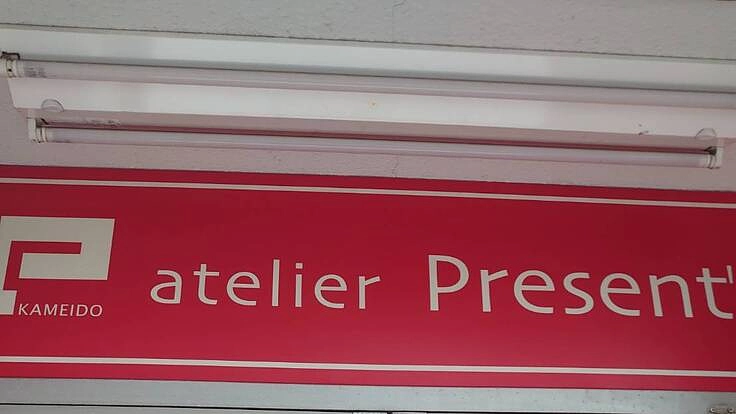 KAMEIDO
atelier Present'